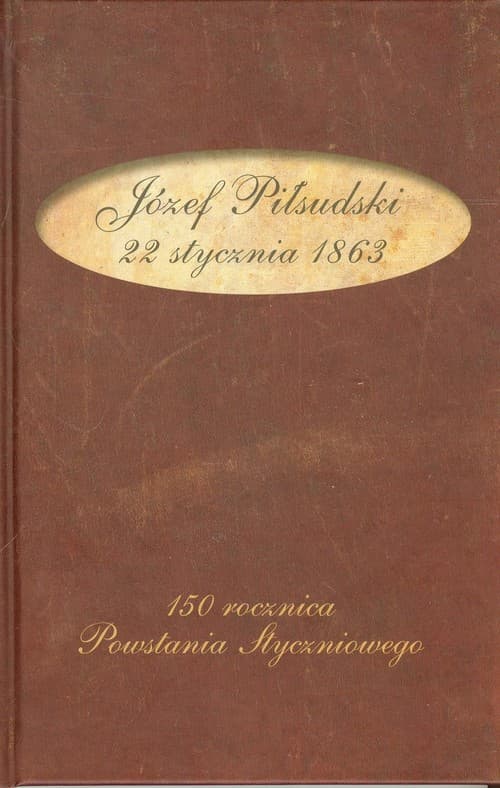 Józef Piłsudski
22 stycznia 1863
150 rocznica
Powstania Styczniowego